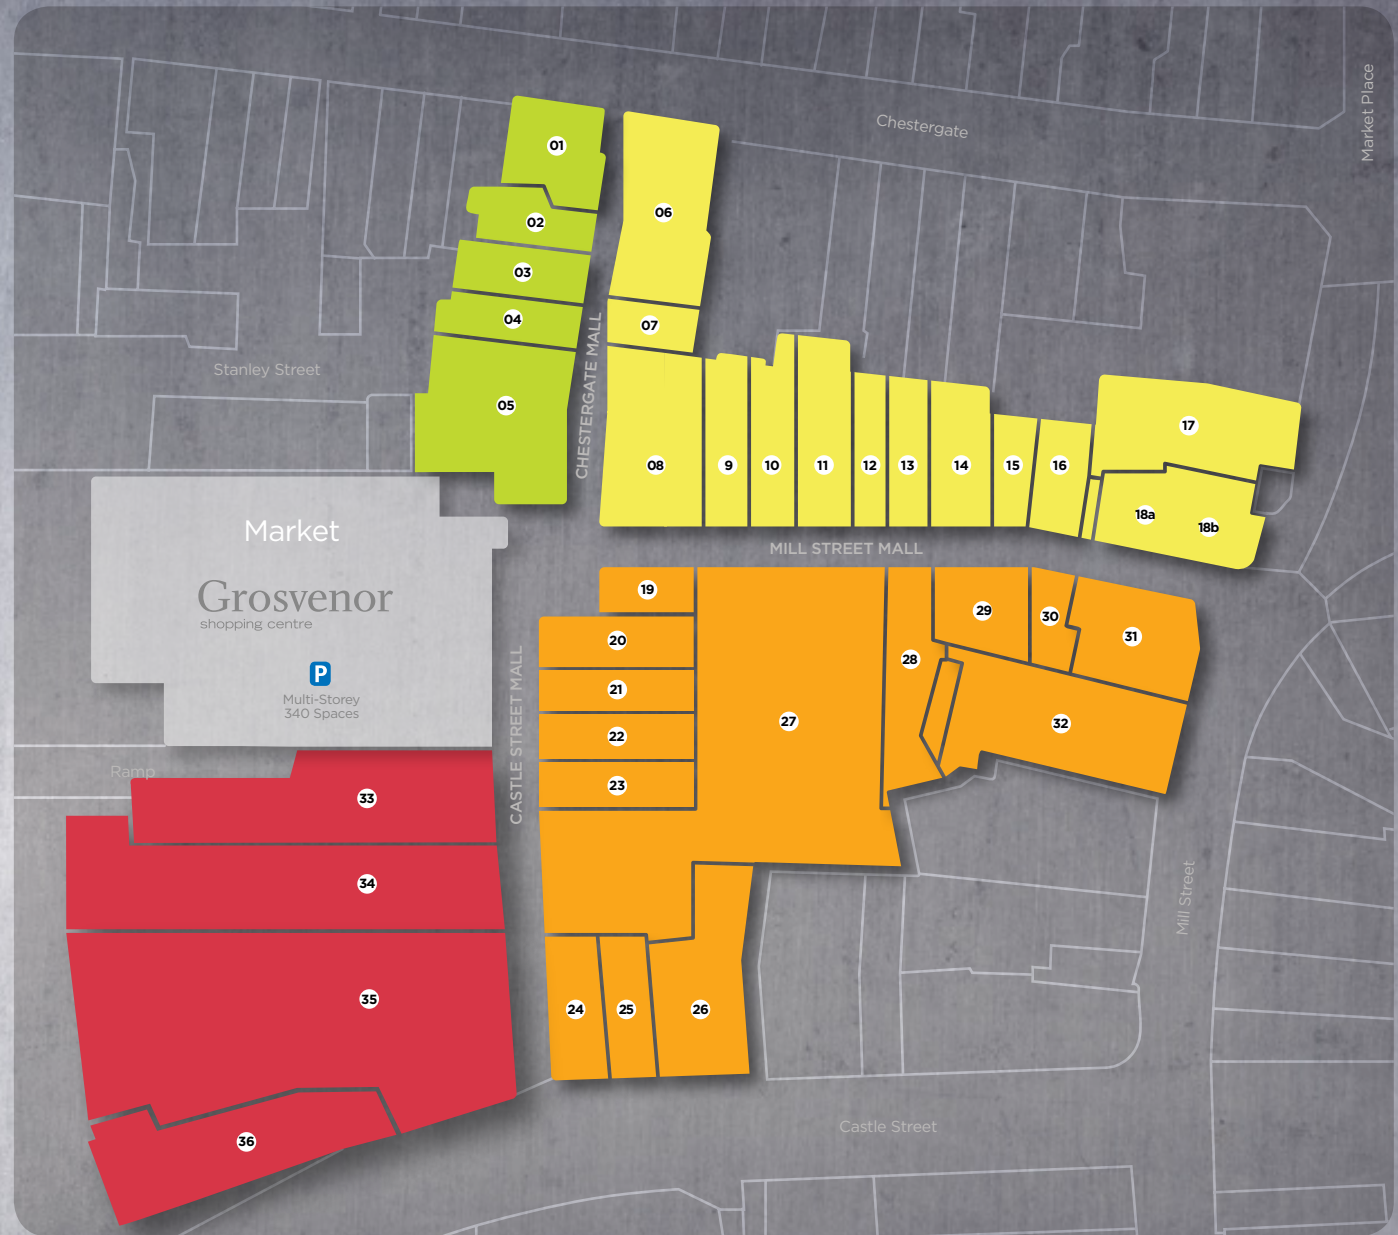 Market Place
Chestergate
01
02
03
04
05
06
07
08
9
10
11
12
13
14
15
16
17
18a
18b
Stanley Street
CHESTERGATE MALL
MILL STREET MALL
Market
Grosvenor
shopping centre
P
Multi-Storey
340 Spaces
Ramp
CASTLE STREET MALL
19
20
21
22
23
24
25
26
27
28
29
30
31
32
33
34
35
36
Mill Street
Castle Street